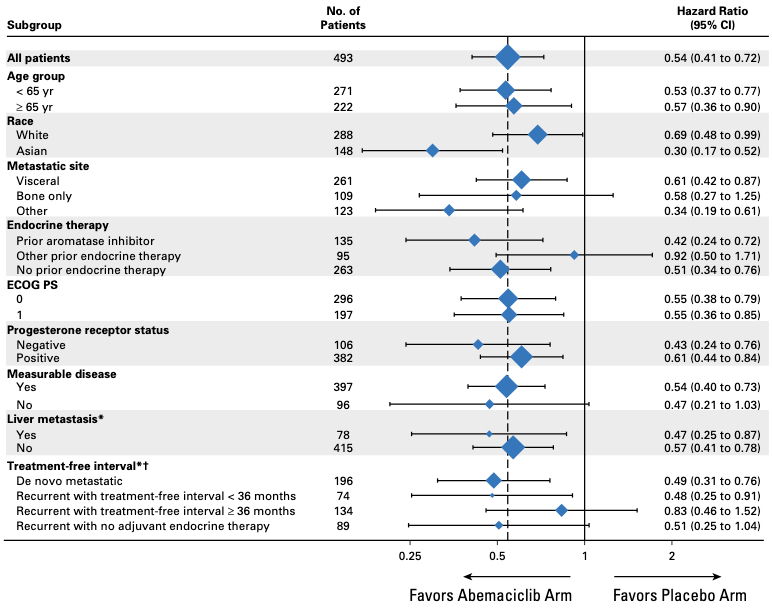 Subgroup No. of Patients Hazard Ratio (95% CI)
All patients 493 0.54 (0.41 to 0.72)
Age group
< 65 yr 271 0.53 (0.37 to 0.77)
≥ 65 yr 222 0.57 (0.36 to 0.90)
Race
White 288 0.69 (0.48 to 0.99)
Asian 148 0.30 (0.17 to 0.52)
Metastatic site
Visceral 261 0.61 (0.42 to 0.87)
Bone only 109 0.58 (0.27 to 1.25)
Other 123 0.34 (0.19 to 0.61)
Endocrine therapy
Prior aromatase inhibitor 135 0.42 (0.24 to 0.72)
Other prior endocrine therapy 95 0.92 (0.50 to 1.71)
No prior endocrine therapy 263 0.51 (0.34 to 0.76)
ECOG PS
0 296 0.55 (0.38 to 0.79)
1 197 0.55 (0.36 to 0.85)
Progesterone receptor status
Negative 106 0.43 (0.24 to 0.76)
Positive 382 0.61 (0.44 to 0.84)
Measurable disease
Yes 397 0.54 (0.40 to 0.73)
No 96 0.47 (0.21 to 1.03)
Liver metastasis*
Yes 78 0.47 (0.25 to 0.87)
No 415 0.57 (0.41 to 0.78)
Treatment-free interval*†
De novo metastatic 196 0.49 (0.31 to 0.76)
Recurrent with treatment-free interval < 36 months 74 0.48 (0.25 to 0.91)
Recurrent with treatment-free interval ≥ 36 months 134 0.83 (0.46 to 1.52)
Recurrent with no adjuvant endocrine therapy 89 0.51 (0.25 to 1.04)
0.25 0.5 1 2
Favors Abemaciclib Arm Favors Placebo Arm